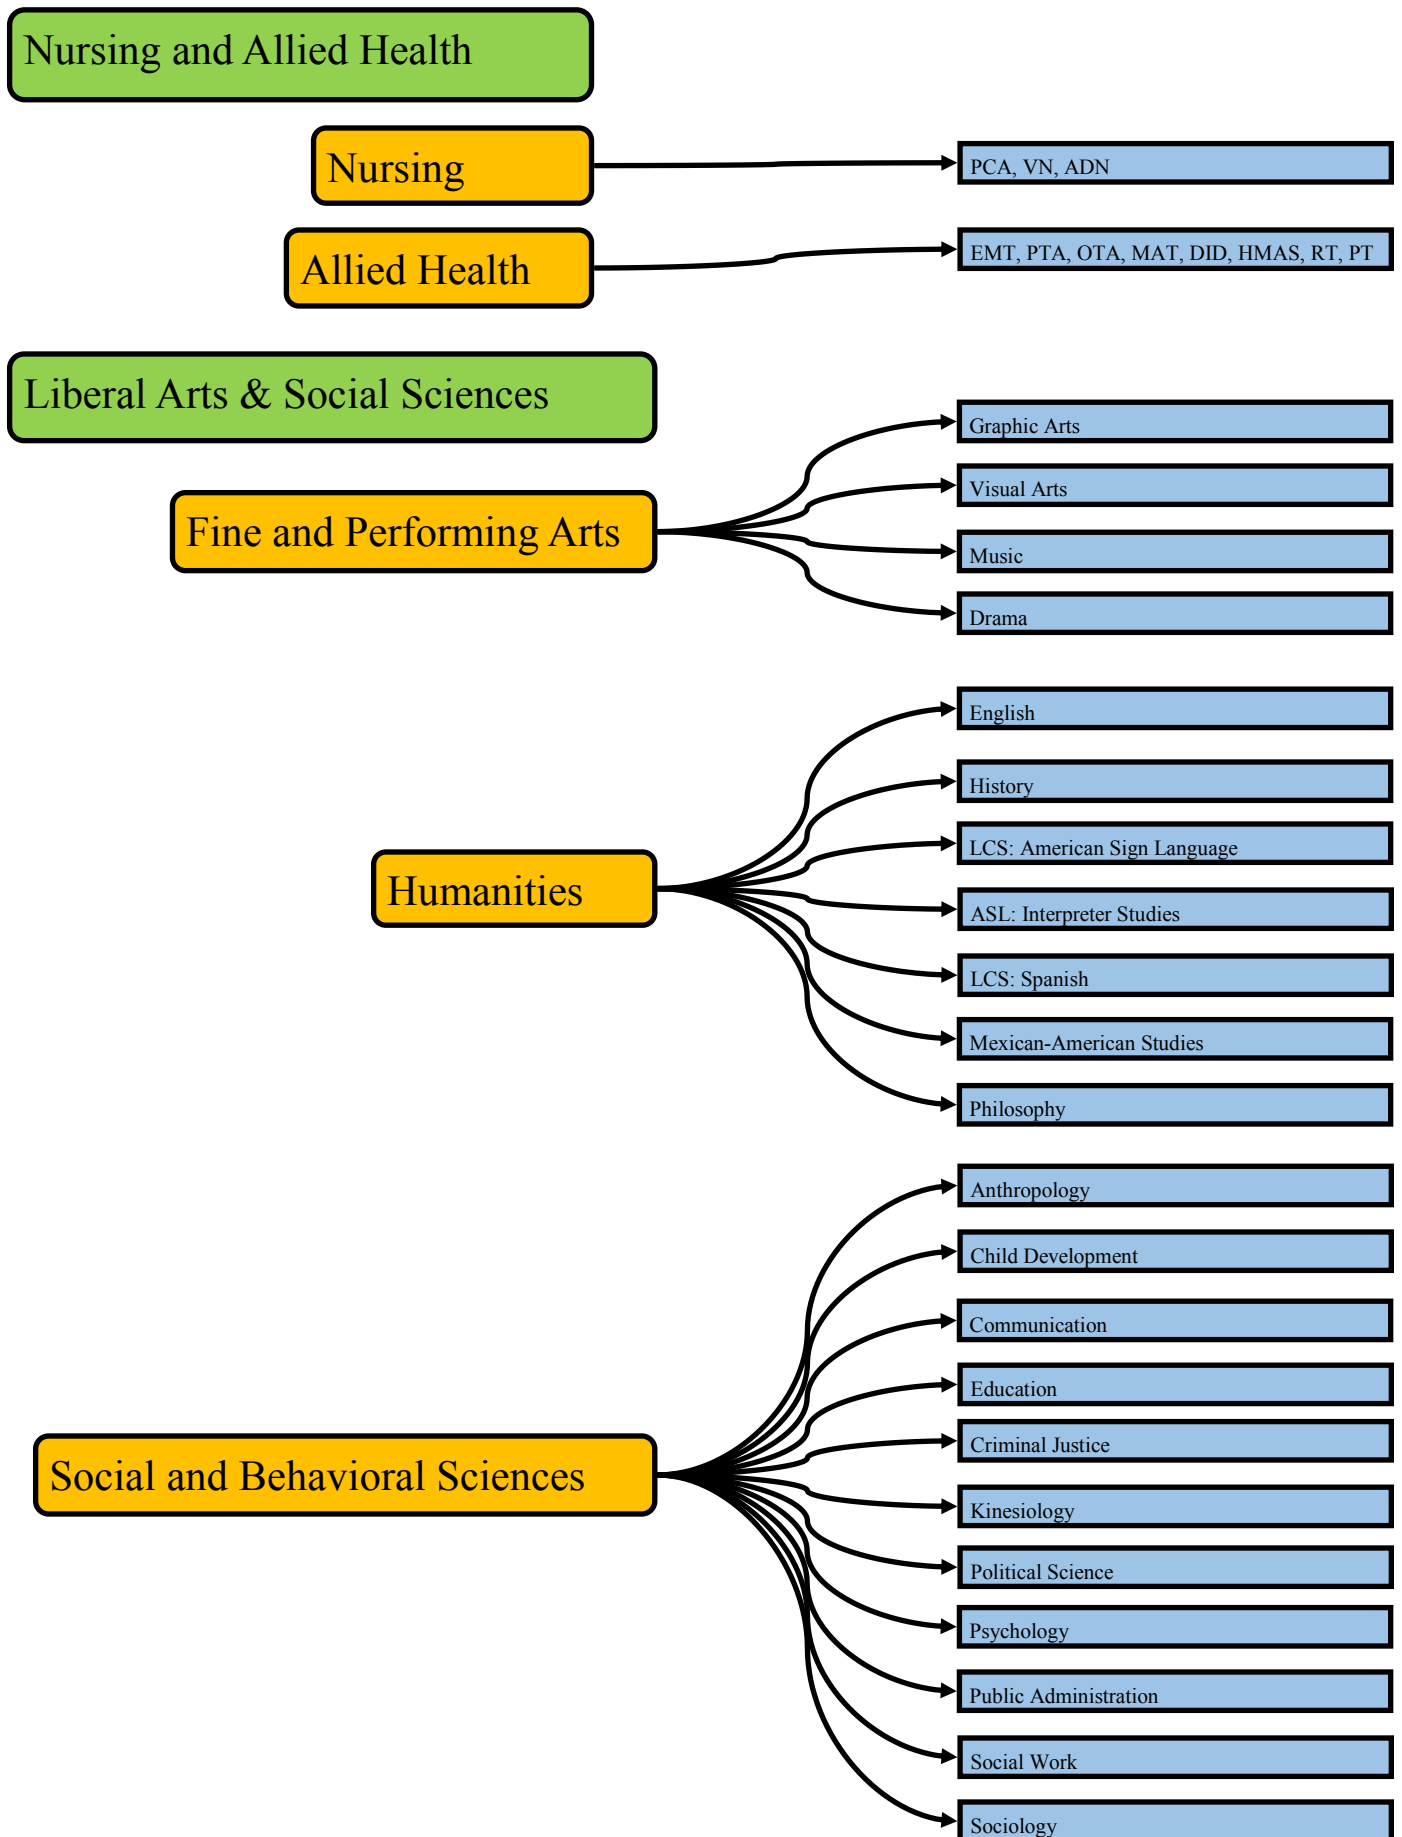 Nursing and Allied Health
Nursing
PCA, VN, ADN
Allied Health
EMT, PTA, OTA, MAT, DID, HMAS, RT, PT
Liberal Arts & Social Sciences
Fine and Performing Arts
Graphic Arts
Visual Arts
Music
Drama
Humanities
English
History
LCS: American Sign Language
ASL: Interpreter Studies
LCS: Spanish
Mexican-American Studies
Philosophy
Social and Behavioral Sciences
Anthropology
Child Development
Communication
Education
Criminal Justice
Kinesiology
Political Science
Psychology
Public Administration
Social Work
Sociology